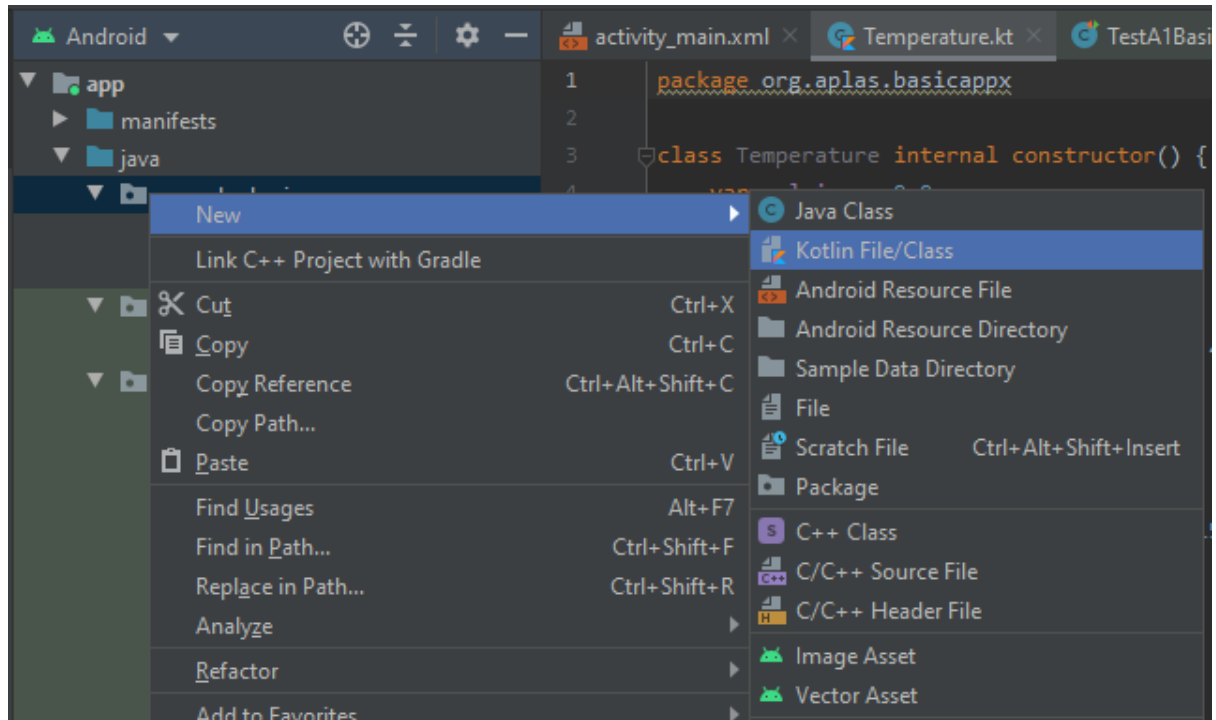 Android
activity_main.xml
Temperature.kt
TestA1Basi
app
manifests
java
1
package org.aplas.basicappx
2
3
class Temperature internal constructor() {
New
Link C++ Project with Gradle
Cut Ctrl+X
Copy Ctrl+C
Copy Reference Ctrl+Alt+Shift+C
Copy Path...
Paste Ctrl+V
Find Usages Alt+F7
Find in Path... Ctrl+Shift+F
Replace in Path... Ctrl+Shift+R
Analyze
Refactor
Add to Favorites
Java Class
Kotlin File/Class
Android Resource File
Android Resource Directory
Sample Data Directory
File
Scratch File Ctrl+Alt+Shift+Insert
Package
C++ Class
C/C++ Source File
C/C++ Header File
Image Asset
Vector Asset